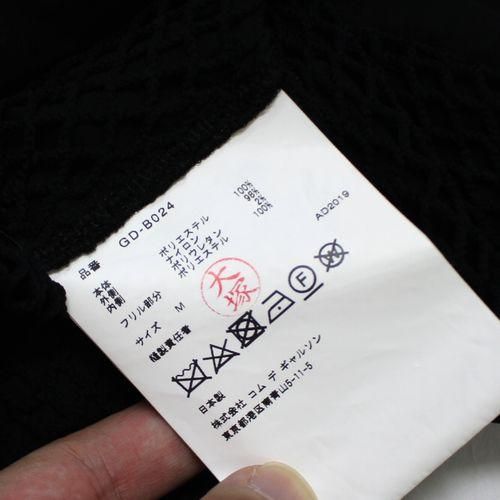 品番 GD-B024
AD2019
本体 ポリエステル 100%
外側 ナイロン 98%
ポリウレタン 2%
内側 ポリエステル 100%
フリル部分
サイズ M
縫製責任者 大塚
日本製
株式会社 コム デ ギャルソン
東京都港区南青山5-11-5